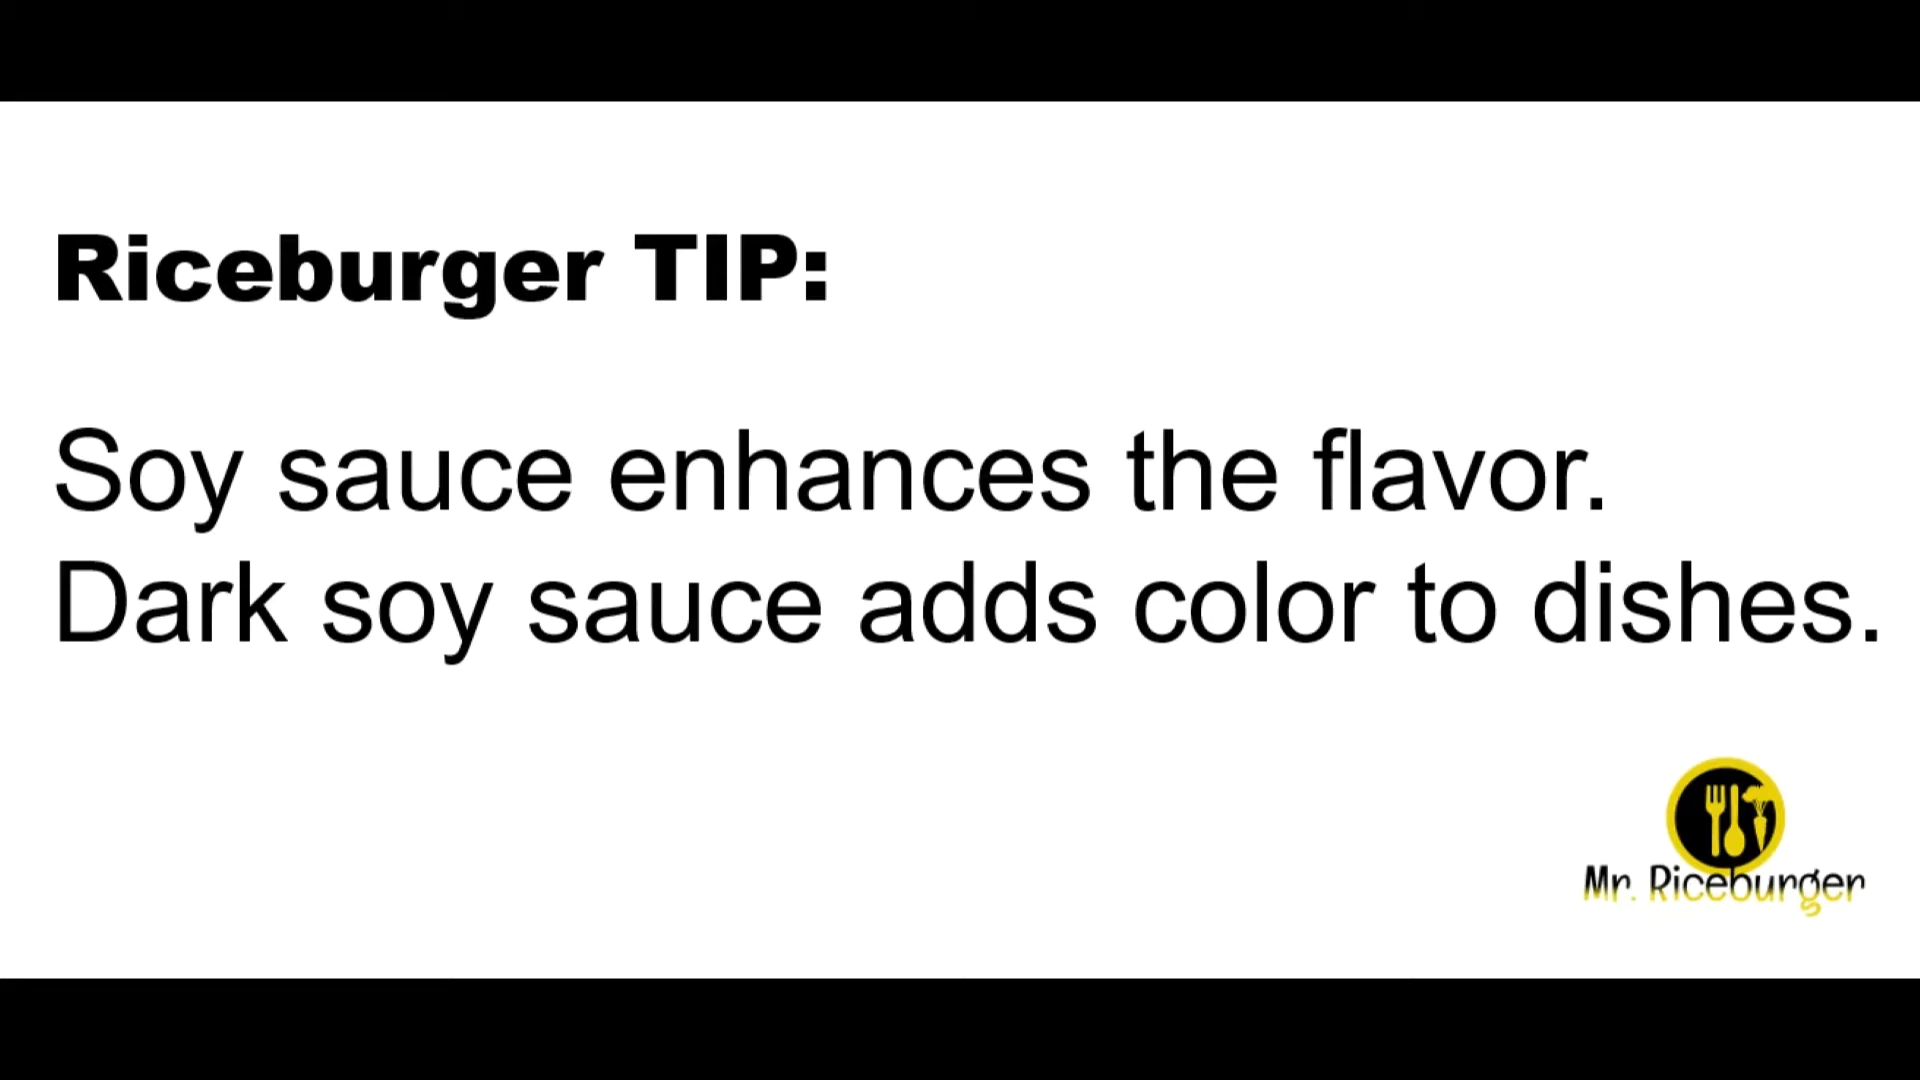 Riceburger TIP:
Soy sauce enhances the flavor.
Dark soy sauce adds color to dishes.
Mr. Riceburger